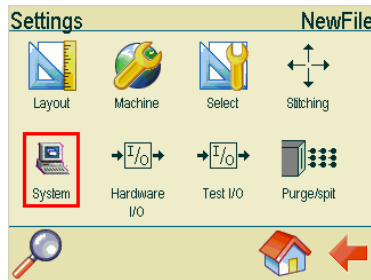 Settings NewFile
Layout Machine Select Stitching
I/O I/O
System Hardware I/O Test I/O Purge/spit